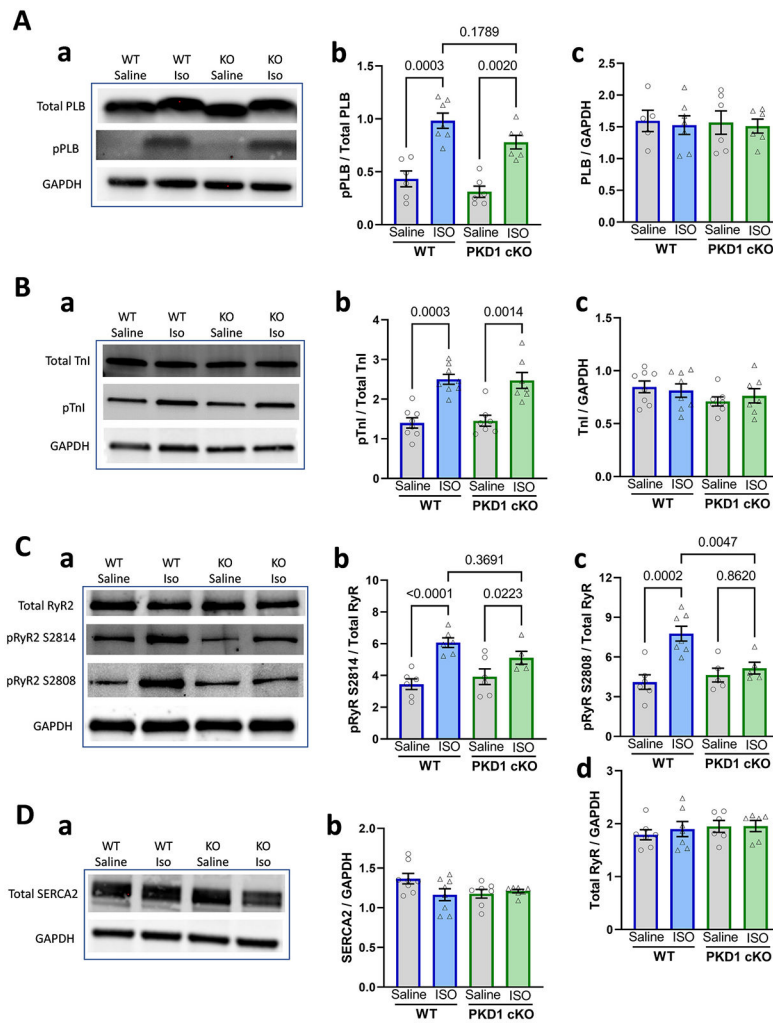 A
a
WT Saline
WT Iso
KO Saline
KO Iso
Total PLB
pPLB
GAPDH
b
0.1789
0.0003
0.0020
pPLB / Total PLB
1.5
1.0
0.5
0.0
Saline ISO Saline ISO
WT PKD1 cKO
c
PLB / GAPDH
2.5
2.0
1.5
1.0
0.5
0.0
Saline ISO Saline ISO
WT PKD1 cKO
B
a
WT Saline
WT Iso
KO Saline
KO Iso
Total TnI
pTnI
GAPDH
b
0.0003
0.0014
pTnI / Total TnI
4
3
2
1
0
Saline ISO Saline ISO
WT PKD1 cKO
c
TnI / GAPDH
1.5
1.0
0.5
0.0
Saline ISO Saline ISO
WT PKD1 cKO
C
a
WT Saline
WT Iso
KO Saline
KO Iso
Total RyR2
pRyR2 S2814
pRyR2 S2808
GAPDH
b
0.3691
<0.0001
0.0223
pRyR S2814 / Total RyR
10
8
6
4
2
0
Saline ISO Saline ISO
WT PKD1 cKO
c
0.0047
0.0002
0.8620
pRyR S2808 / Total RyR
12
9
6
3
0
Saline ISO Saline ISO
WT PKD1 cKO
d
Total RyR / GAPDH
3
2
1
0
Saline ISO Saline ISO
WT PKD1 cKO
D
a
WT Saline
WT Iso
KO Saline
KO Iso
Total SERCA2
GAPDH
b
SERCA2 / GAPDH
2.0
1.5
1.0
0.5
0.0
Saline ISO Saline ISO
WT PKD1 cKO